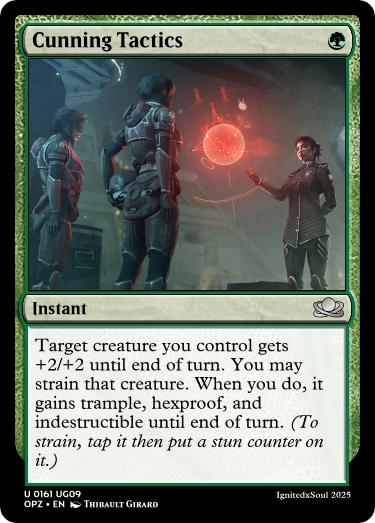 Cunning Tactics
Instant
Target creature you control gets
+2/+2 until end of turn. You may
strain that creature. When you do, it
gains trample, hexproof, and
indestructible until end of turn. (To
strain, tap it then put a stun counter on
it.)
U 0161 UG09
OPZ • EN Thibault Girard
IgnitedxSoul 2025